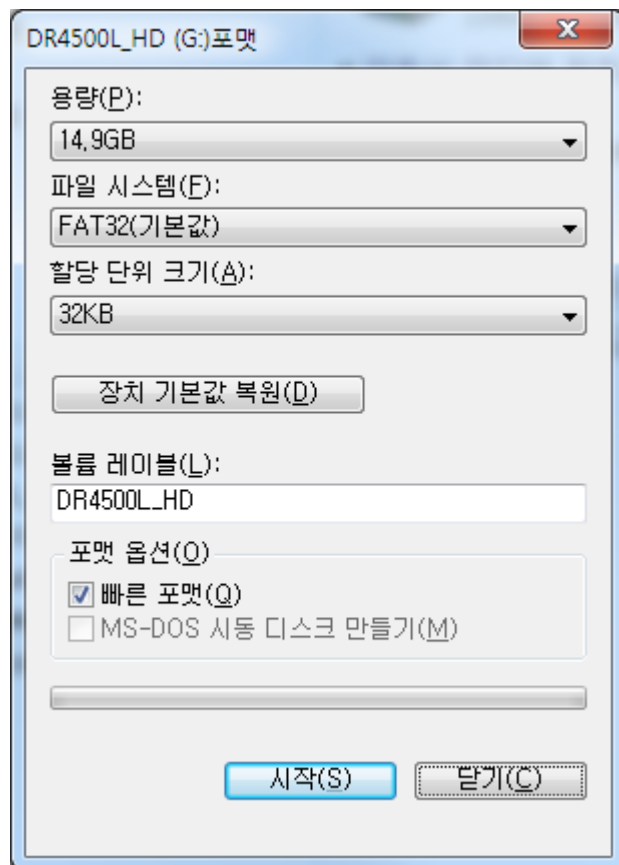 DR4500L_HD (G:)포맷
용량(P):
14,9GB
파일 시스템(F):
FAT32(기본값)
할당 단위 크기(A):
32KB
장치 기본값 복원(D)
볼륨 레이블(L):
DR4500L_HD
포맷 옵션(O)
빠른 포맷(Q)
MS-DOS 시동 디스크 만들기(M)
시작(S)
닫기(C)